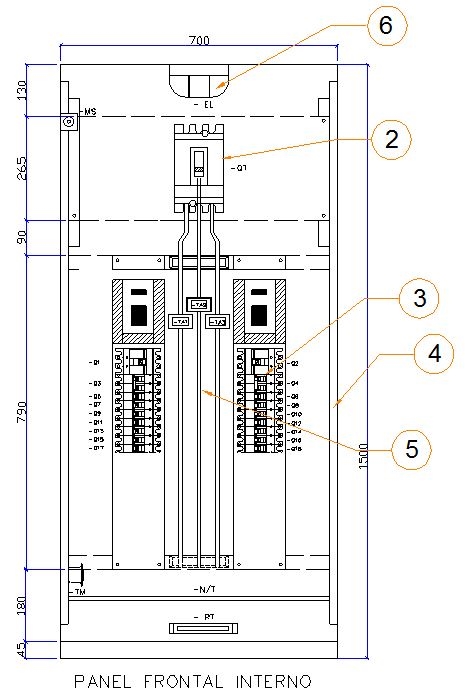 700
6
130
- EL
-MS
2
265
-Q1
90
-TA2
-TA1
-TA3
3
4
-Q1
-Q2
-Q3
-Q4
-Q5
-Q6
-Q7
-Q8
-Q9
-Q10
-Q11
-Q12
-Q13
-Q14
-Q15
-Q16
-Q17
-Q18
790
5
1500
-TM
-N/T
180
- PT
45
PANEL FRONTAL INTERNO